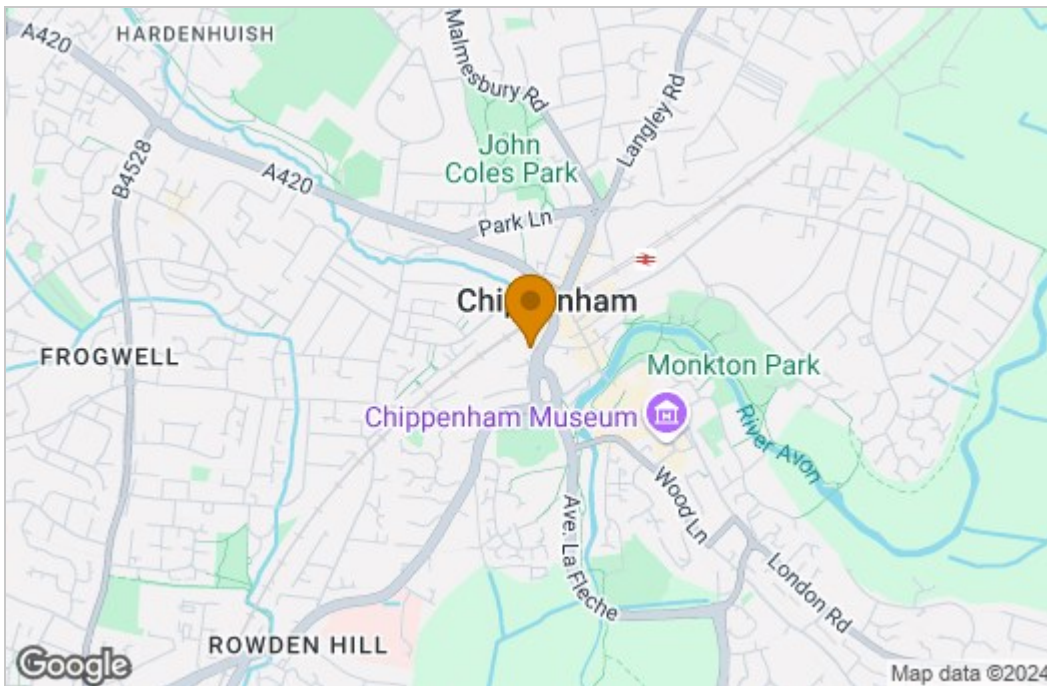 HARDENHUISH
A420
Malmesbury Rd
Langley Rd
John
Coles Park
B4528
A420
Park Ln
Chippenham
FROGWELL
Monkton Park
Chippenham Museum
River Avon
Wood Ln
Ave. La Fleche
London Rd
ROWDEN HILL
Google
Map data ©2024